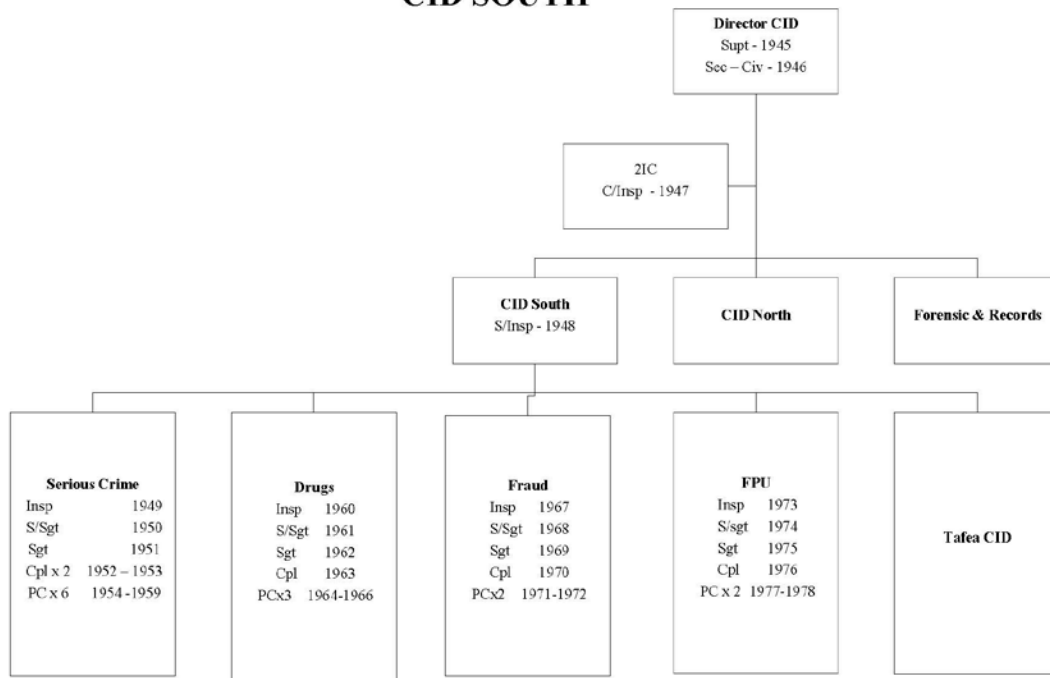 CID SOUTH
Director CID
Supt - 1945
Sec – Civ - 1946
2IC
C/Insp - 1947
CID South
S/Insp - 1948
CID North
Forensic & Records
Serious Crime
Insp 1949
S/Sgt 1950
Sgt 1951
Cpl x 2 1952 – 1953
PC x 6 1954 -1959
Drugs
Insp 1960
S/Sgt 1961
Sgt 1962
Cpl 1963
PCx3 1964-1966
Fraud
Insp 1967
S/Sgt 1968
Sgt 1969
Cpl 1970
PCx2 1971-1972
FPU
Insp 1973
S/sgt 1974
Sgt 1975
Cpl 1976
PC x 2 1977-1978
Tafea CID